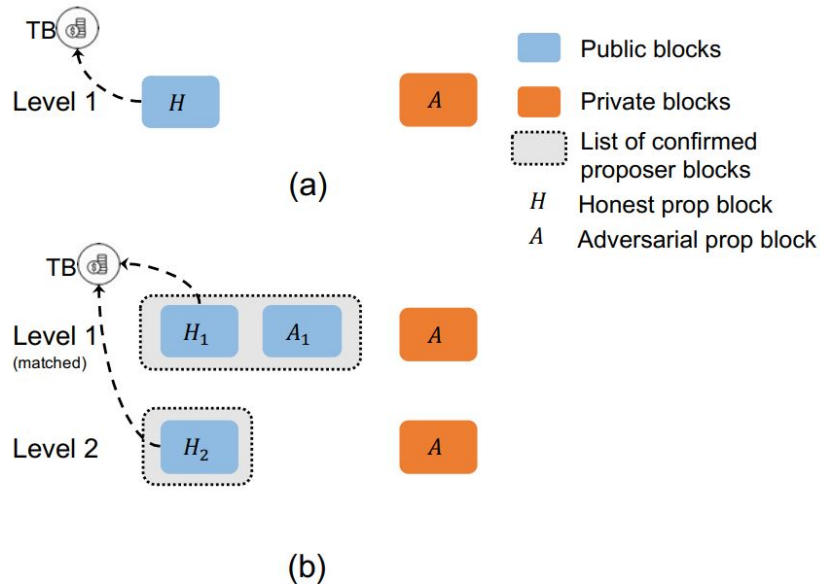 TB
Level 1
H
A
(a)
Public blocks
Private blocks
List of confirmed
proposer blocks
H Honest prop block
A Adversarial prop block
TB
Level 1
(matched)
H₁
A₁
A
Level 2
H₂
A
(b)